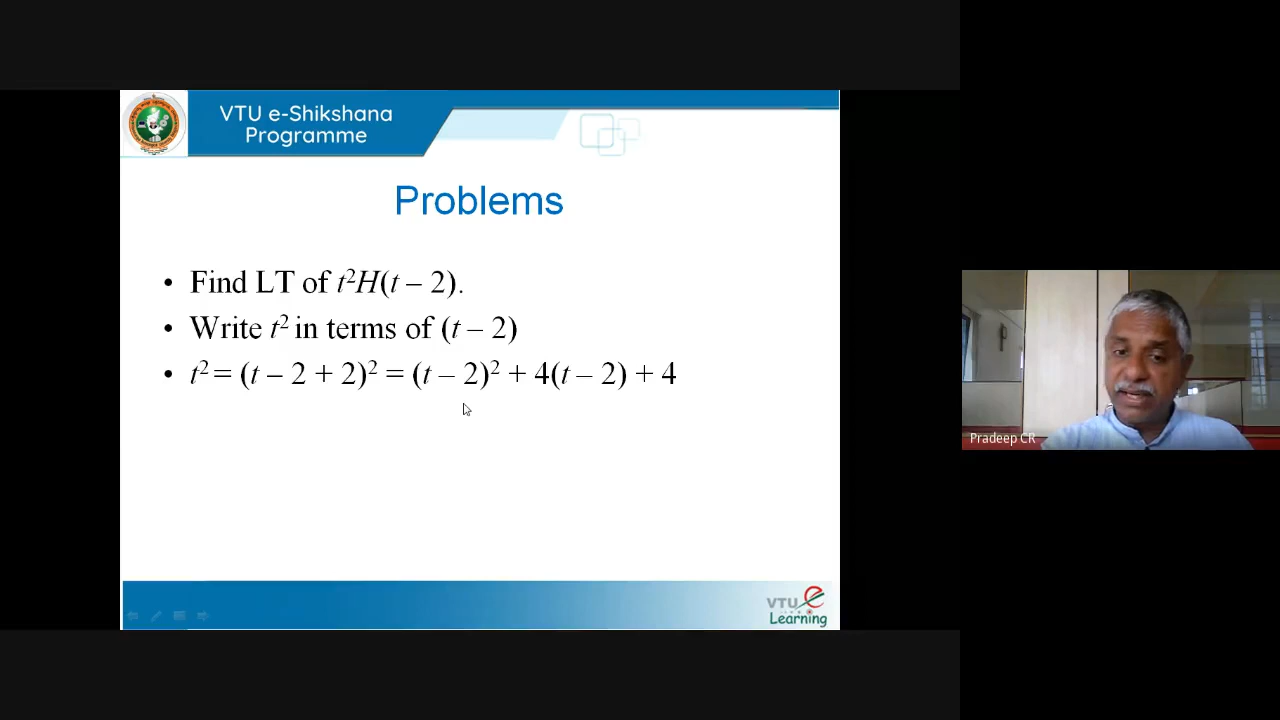 VTU e-Shikshana
Programme
Problems
• Find LT of t²H(t – 2).
• Write t² in terms of (t – 2)
• t² = (t – 2 + 2)² = (t – 2)² + 4(t – 2) + 4
Pradeep CR
VTU e
Learning